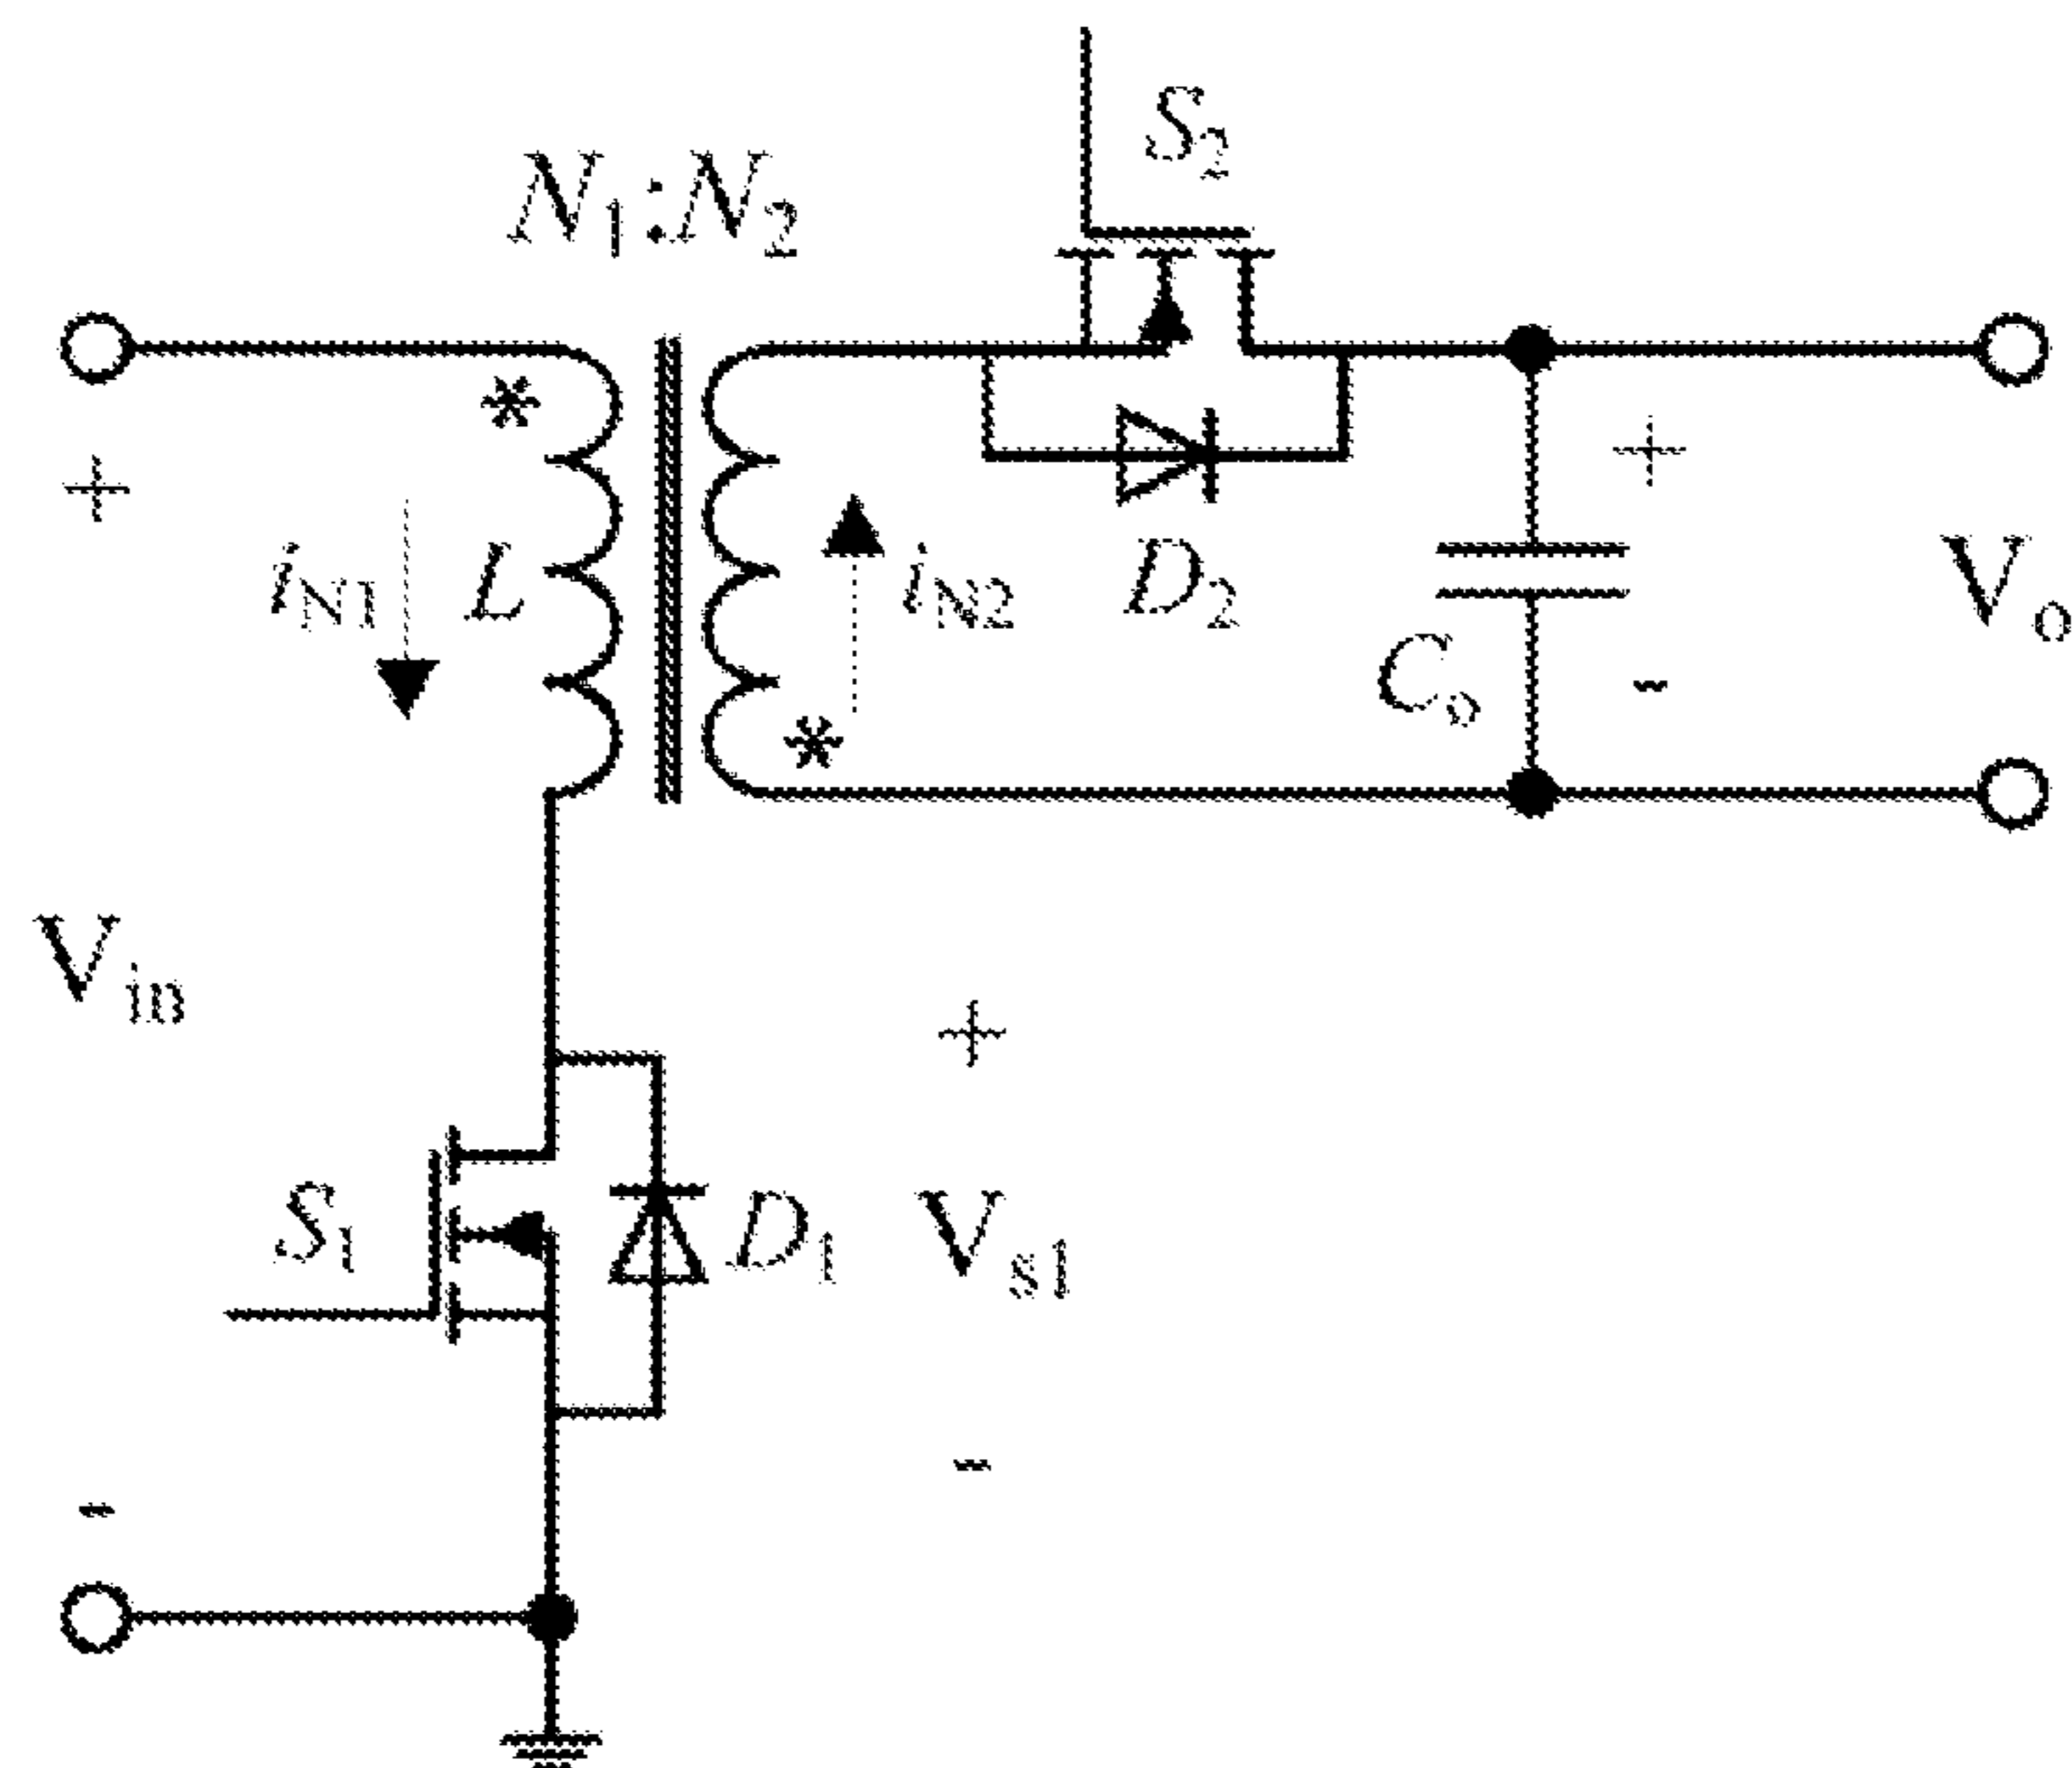 S2
N1:N2
*
+
+
iN1
L
iN2
D2
Vo
Co
-
*
Vin
+
S1
D1
Vs1
-
-